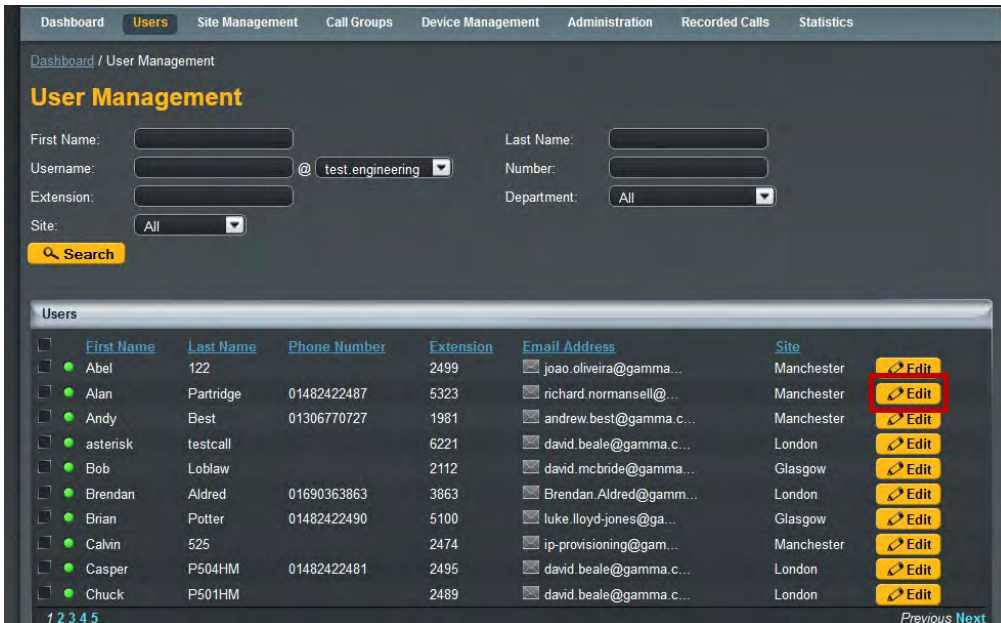 Dashboard Users Site Management Call Groups Device Management Administration Recorded Calls Statistics
Dashboard / User Management
User Management
First Name: Last Name:
Username: @ test.engineering Number:
Extension: Department: All
Site: All
Search
Users
First Name Last Name Phone Number Extension Email Address Site
Abel 122 2499 joao.oliveira@gamma... Manchester Edit
Alan Partridge 01482422487 5323 richard.normansell@... Manchester Edit
Andy Best 01306770727 1981 andrew.best@gamma.c... Manchester Edit
asterisk testcall 6221 david.beale@gamma.c... London Edit
Bob Loblaw 2112 david.mcbride@gamma... Glasgow Edit
Brendan Aldred 01690363863 3863 Brendan.Aldred@gamm... London Edit
Brian Potter 01482422490 5100 luke.lloyd-jones@ga... Glasgow Edit
Calvin 525 2474 ip-provisioning@gam... Manchester Edit
Casper P504HM 01482422481 2495 david.beale@gamma.c... London Edit
Chuck P501HM 2489 david.beale@gamma.c... London Edit
1 2 3 4 5 Previous Next